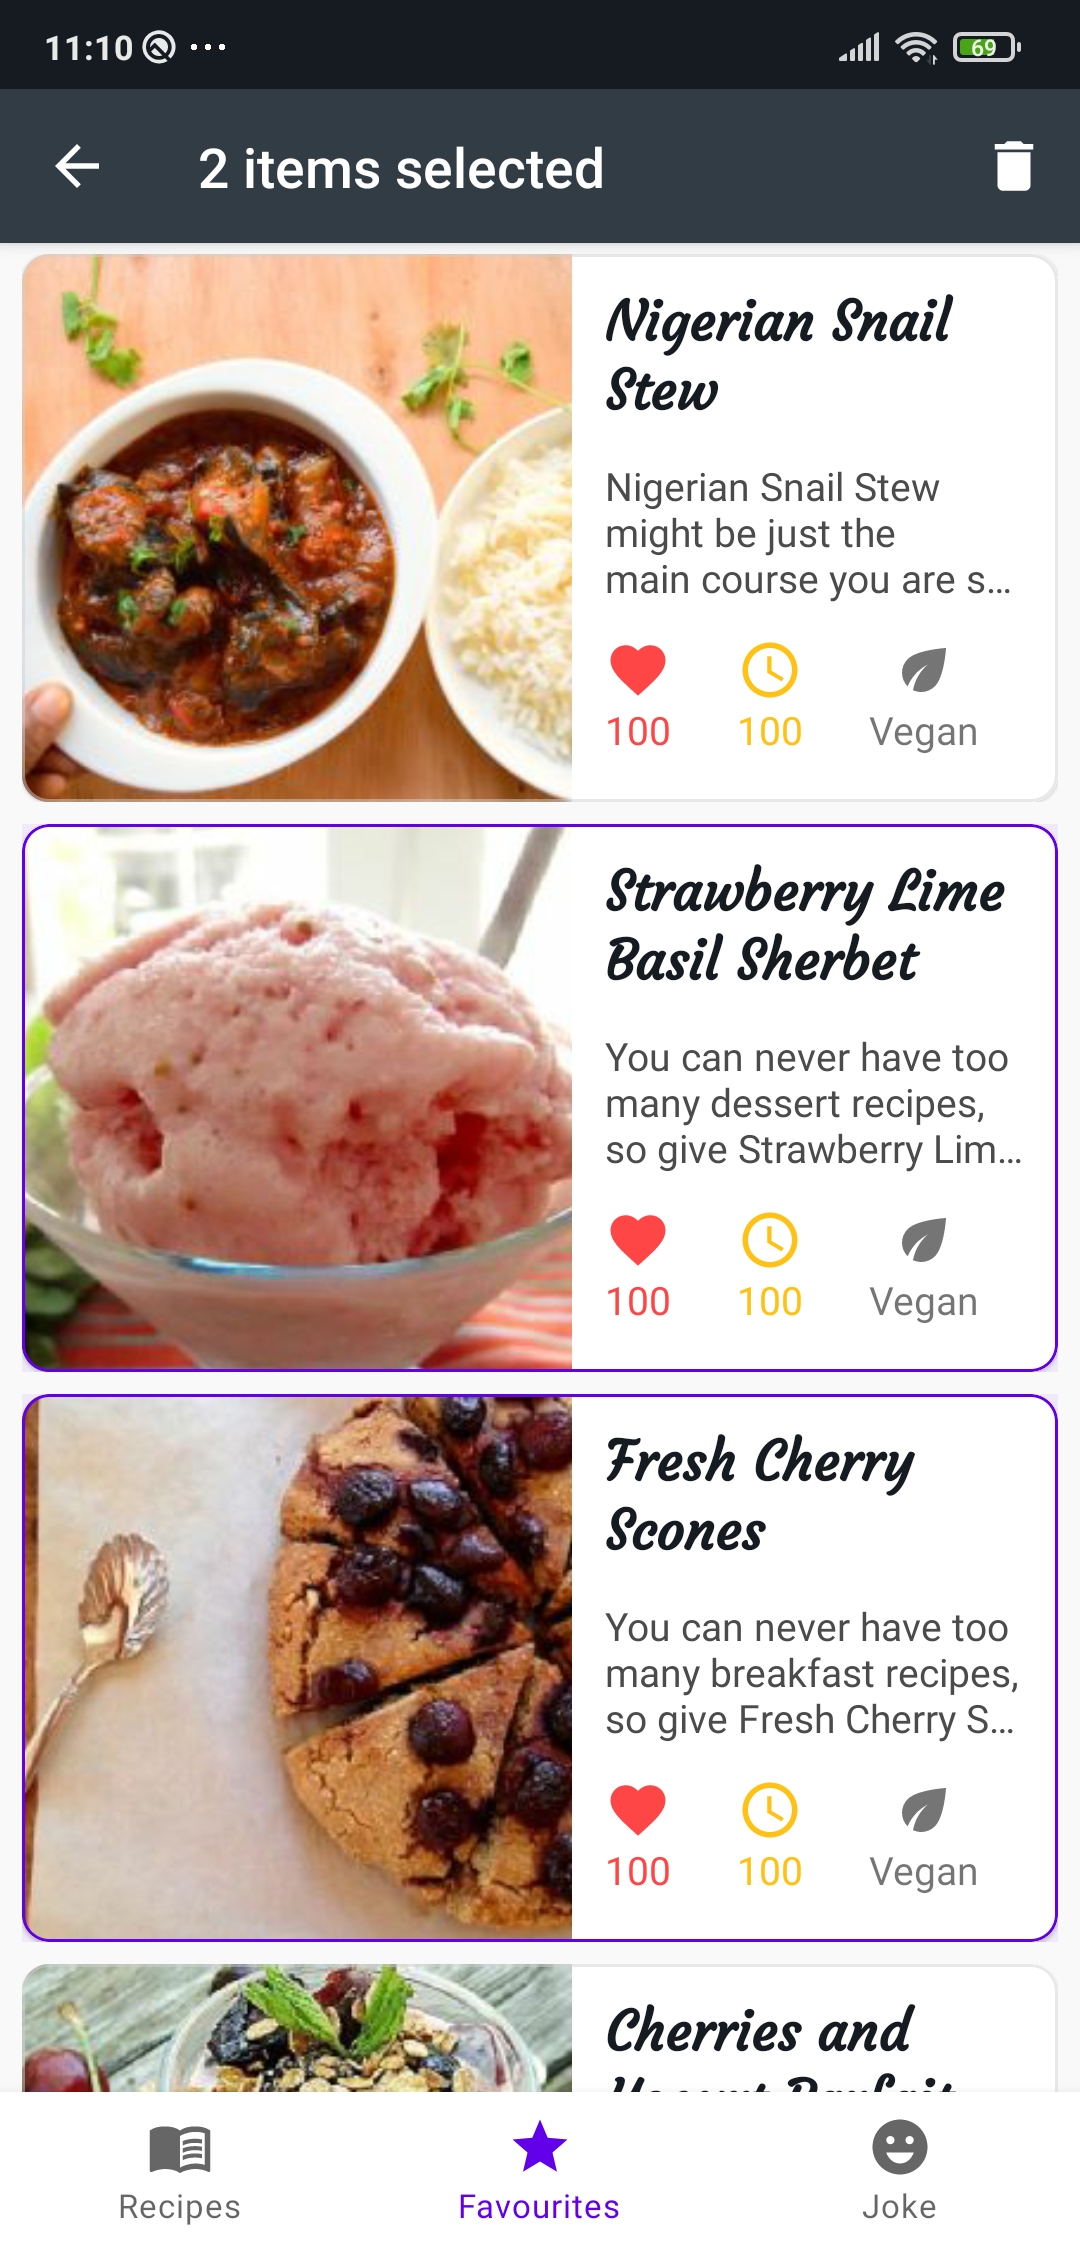 11:10
69
2 items selected
Nigerian Snail
Stew
Nigerian Snail Stew
might be just the
main course you are s...
100
100
Vegan
Strawberry Lime
Basil Sherbet
You can never have too
many dessert recipes,
so give Strawberry Lim...
100
100
Vegan
Fresh Cherry
Scones
You can never have too
many breakfast recipes,
so give Fresh Cherry S...
100
100
Vegan
Cherries and
Recipes
Favourites
Joke